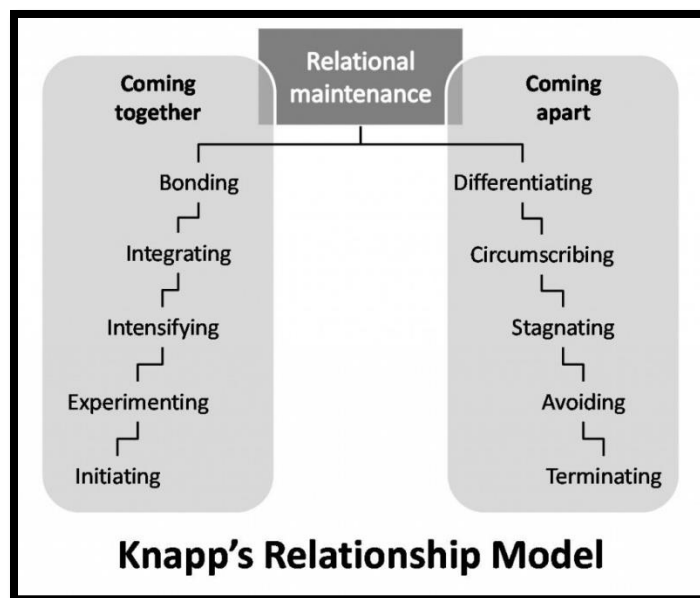 Relational
maintenance
Coming
together
Bonding
Integrating
Intensifying
Experimenting
Initiating
Coming
apart
Differentiating
Circumscribing
Stagnating
Avoiding
Terminating
Knapp’s Relationship Model